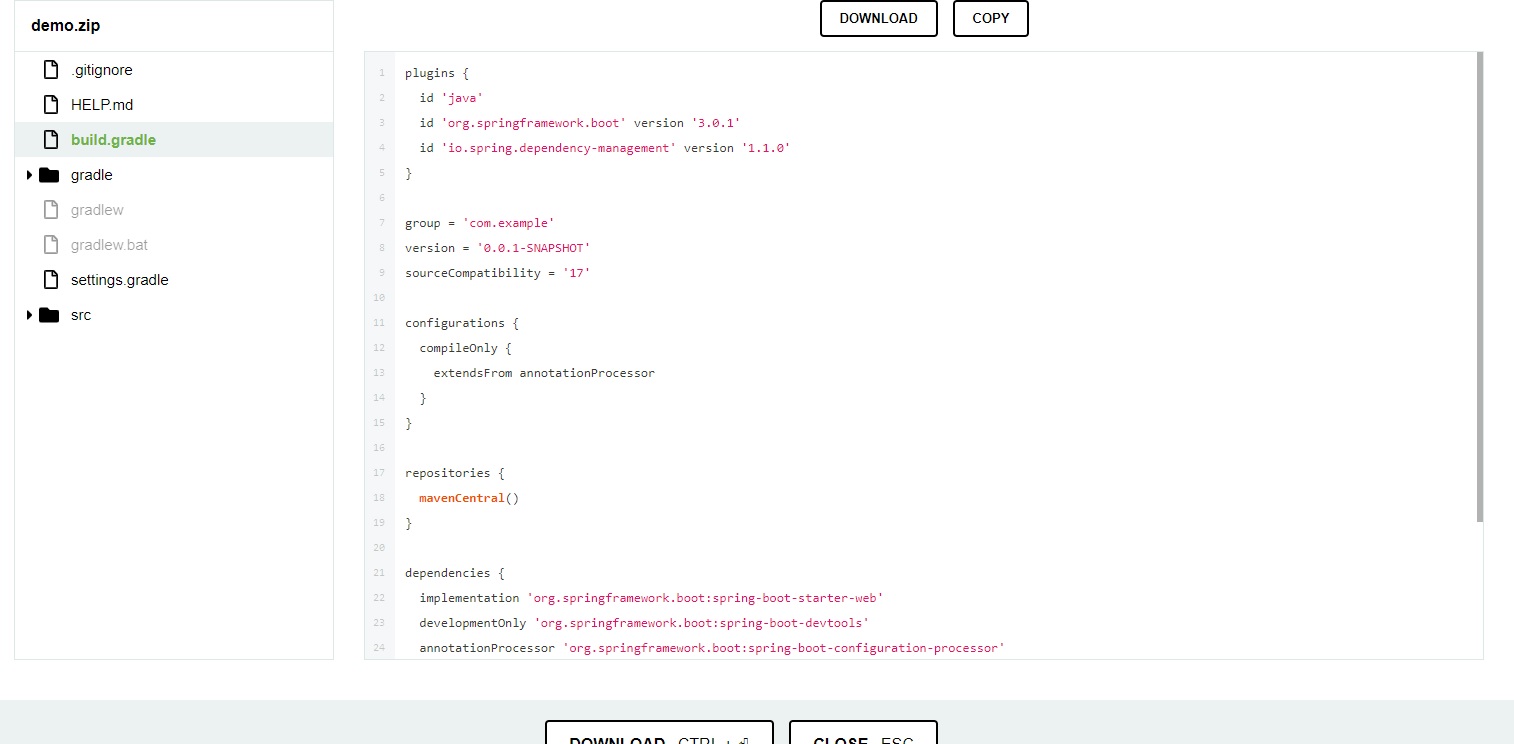 demo.zip
DOWNLOAD
COPY
.gitignore
HELP.md
build.gradle
gradle
gradlew
gradlew.bat
settings.gradle
src
1 plugins {
2 id 'java'
3 id 'org.springframework.boot' version '3.0.1'
4 id 'io.spring.dependency-management' version '1.1.0'
5 }
6
7 group = 'com.example'
8 version = '0.0.1-SNAPSHOT'
9 sourceCompatibility = '17'
10
11 configurations {
12 compileOnly {
13 extendsFrom annotationProcessor
14 }
15 }
16
17 repositories {
18 mavenCentral()
19 }
20
21 dependencies {
22 implementation 'org.springframework.boot:spring-boot-starter-web'
23 developmentOnly 'org.springframework.boot:spring-boot-devtools'
24 annotationProcessor 'org.springframework.boot:spring-boot-configuration-processor'
DOWNLOAD CTRL + ⏎
CLOSE ESC